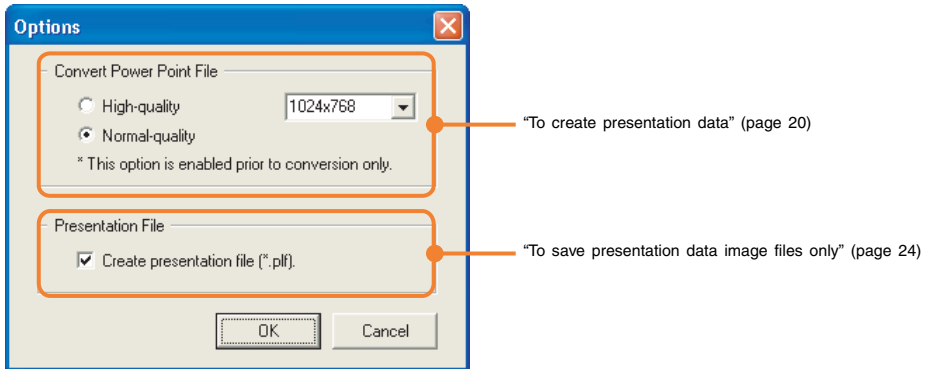 Options
Convert Power Point File
High-quality 1024x768
Normal-quality
* This option is enabled prior to conversion only.
“To create presentation data” (page 20)
Presentation File
Create presentation file (*.plf).
“To save presentation data image files only” (page 24)
OK Cancel